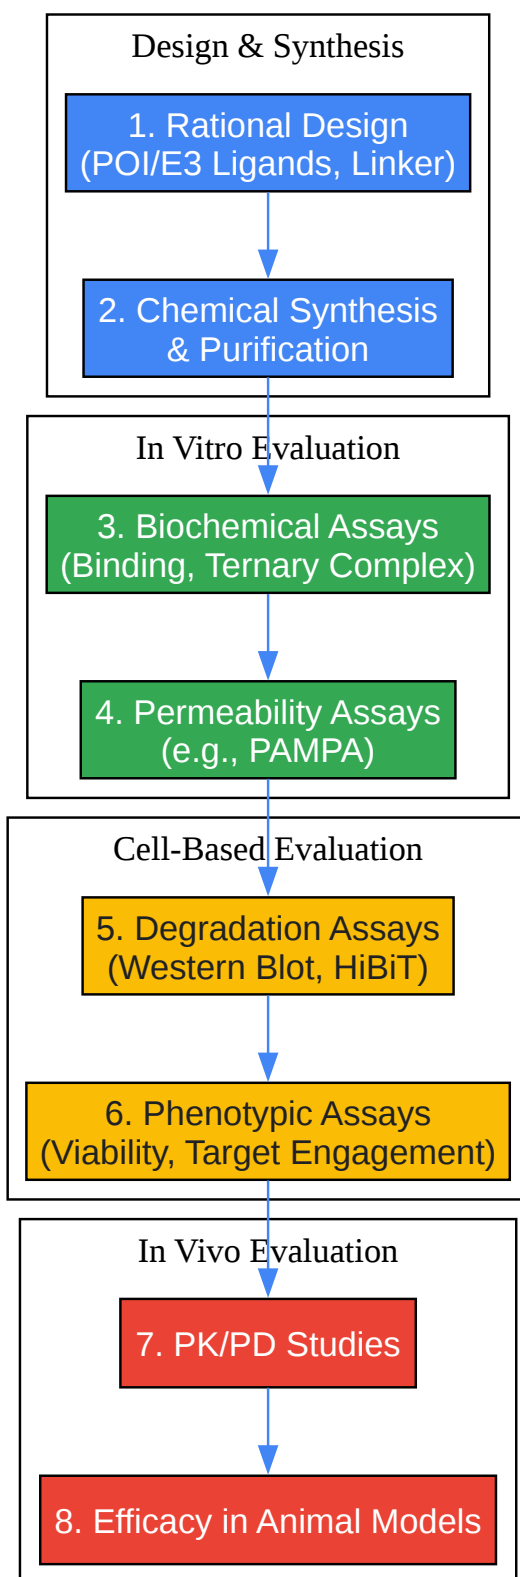 Design & Synthesis
1. Rational Design
(POI/E3 Ligands, Linker)
2. Chemical Synthesis
& Purification
In Vitro Evaluation
3. Biochemical Assays
(Binding, Ternary Complex)
4. Permeability Assays
(e.g., PAMPA)
Cell-Based Evaluation
5. Degradation Assays
(Western Blot, HiBiT)
6. Phenotypic Assays
(Viability, Target Engagement)
In Vivo Evaluation
7. PK/PD Studies
8. Efficacy in Animal Models